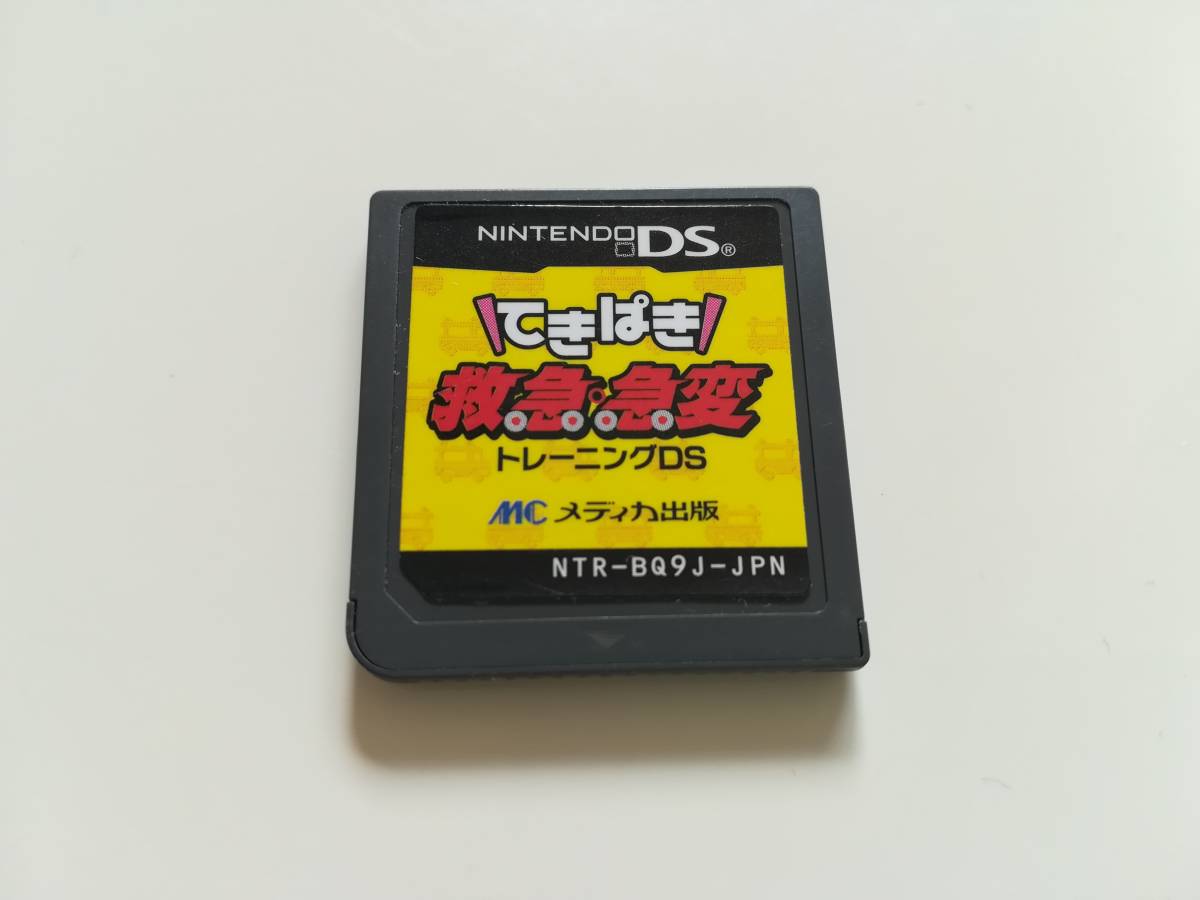 NINTENDO DS®
てきぱき
救急・急変
トレーニングDS
MC メディカ出版
NTR-BQ9J-JPN